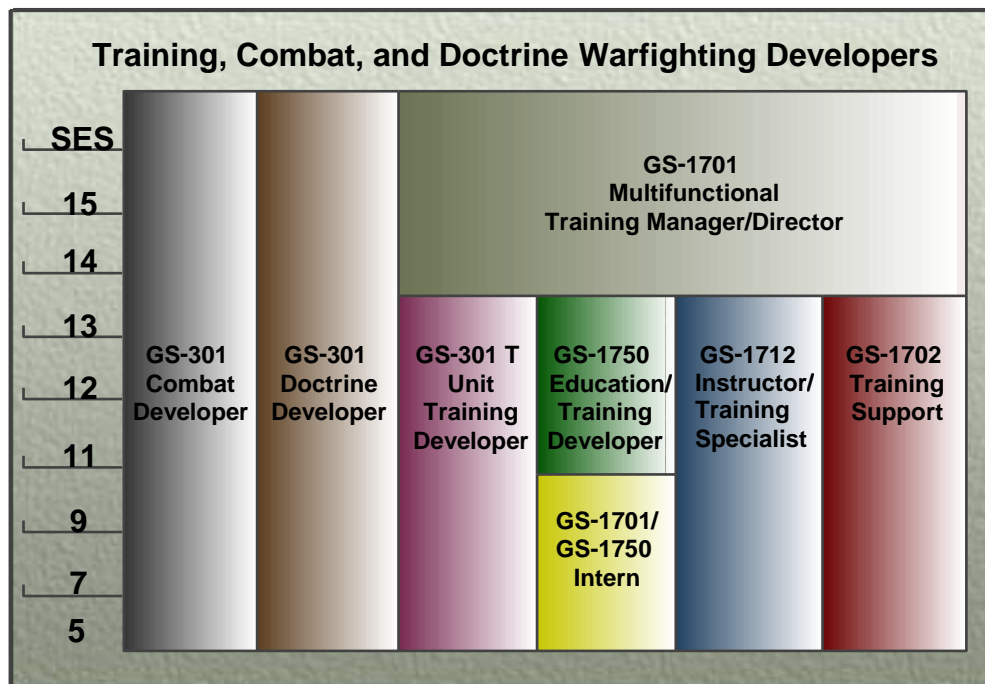 Training, Combat, and Doctrine Warfighting Developers
SES
15
14
13
12
11
9
7
5
GS-1701
Multifunctional
Training Manager/Director
GS-301
Combat
Developer
GS-301
Doctrine
Developer
GS-301 T
Unit
Training
Developer
GS-1750
Education/
Training
Developer
GS-1712
Instructor/
Training
Specialist
GS-1702
Training
Support
GS-1701/
GS-1750
Intern